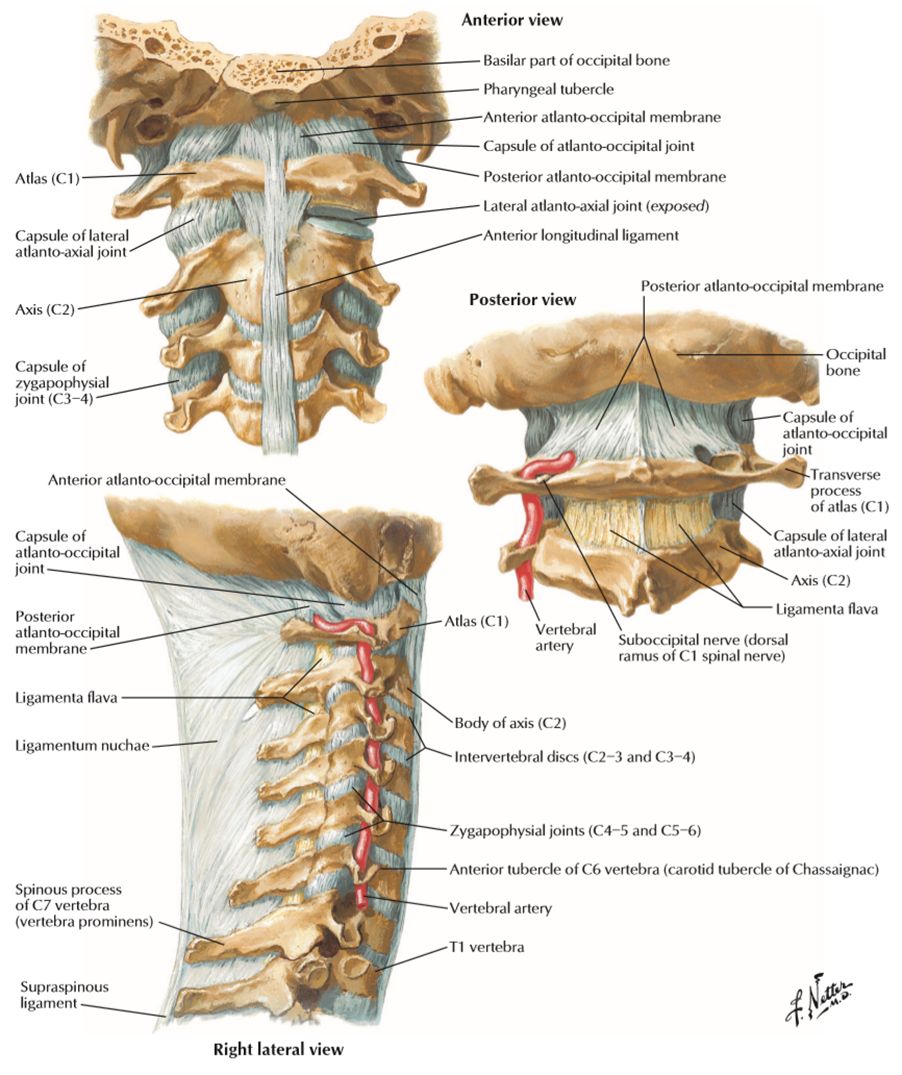 Anterior view
Basilar part of occipital bone
Pharyngeal tubercle
Anterior atlanto-occipital membrane
Capsule of atlanto-occipital joint
Posterior atlanto-occipital membrane
Lateral atlanto-axial joint (exposed)
Anterior longitudinal ligament
Atlas (C1)
Capsule of lateral
atlanto-axial joint
Axis (C2)
Capsule of
zygapophysial
joint (C3–4)
Posterior view
Posterior atlanto-occipital membrane
Occipital
bone
Capsule of
atlanto-occipital
joint
Transverse
process
of atlas (C1)
Capsule of lateral
atlanto-axial joint
Axis (C2)
Ligamenta flava
Vertebral
artery
Suboccipital nerve (dorsal
ramus of C1 spinal nerve)
Anterior atlanto-occipital membrane
Capsule of
atlanto-occipital
joint
Posterior
atlanto-occipital
membrane
Ligamenta flava
Ligamentum nuchae
Spinous process
of C7 vertebra
(vertebra prominens)
Supraspinous
ligament
Atlas (C1)
Body of axis (C2)
Intervertebral discs (C2–3 and C3–4)
Zygapophysial joints (C4–5 and C5–6)
Anterior tubercle of C6 vertebra (carotid tubercle of Chassaignac)
Vertebral artery
T1 vertebra
Right lateral view
F. Netter
M.D.